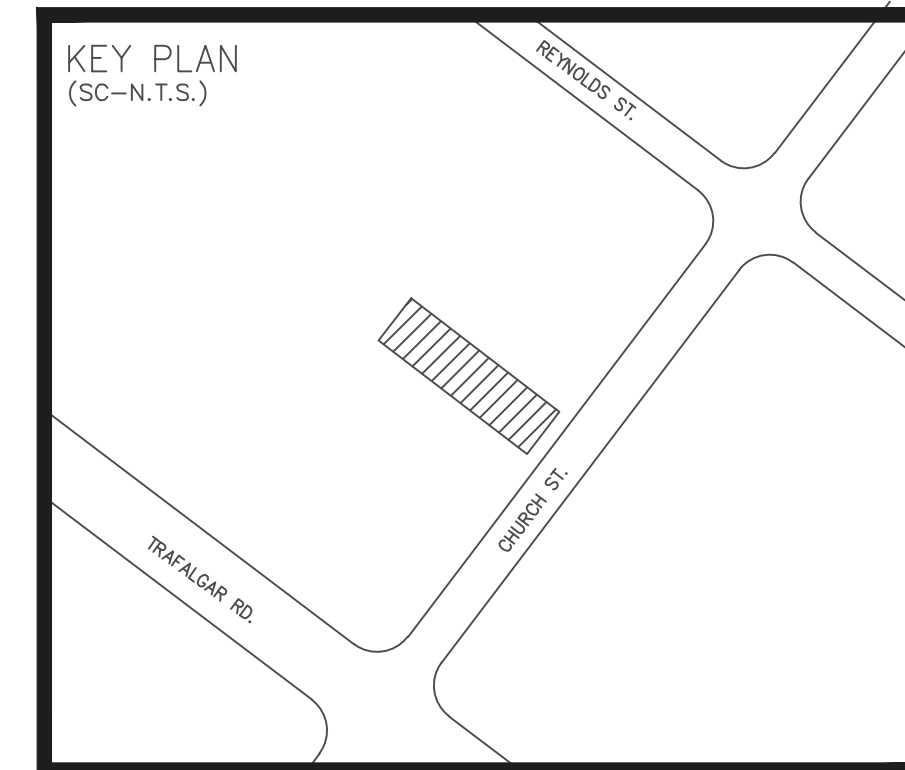 KEY PLAN
(SC-N.T.S.)
REYNOLDS ST.
CHURCH ST.
TRAFALGAR RD.